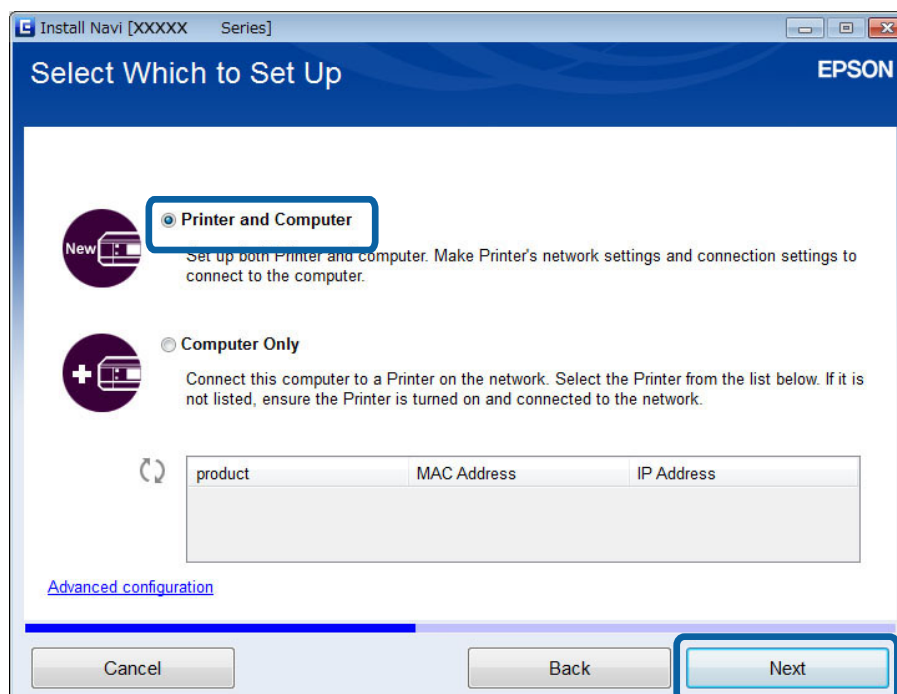 Install Navi [XXXXX Series]
Select Which to Set Up
EPSON
New
Printer and Computer
Set up both Printer and computer. Make Printer's network settings and connection settings to
connect to the computer.
Computer Only
Connect this computer to a Printer on the network. Select the Printer from the list below. If it is
not listed, ensure the Printer is turned on and connected to the network.
product MAC Address IP Address
Advanced configuration
Cancel Back Next